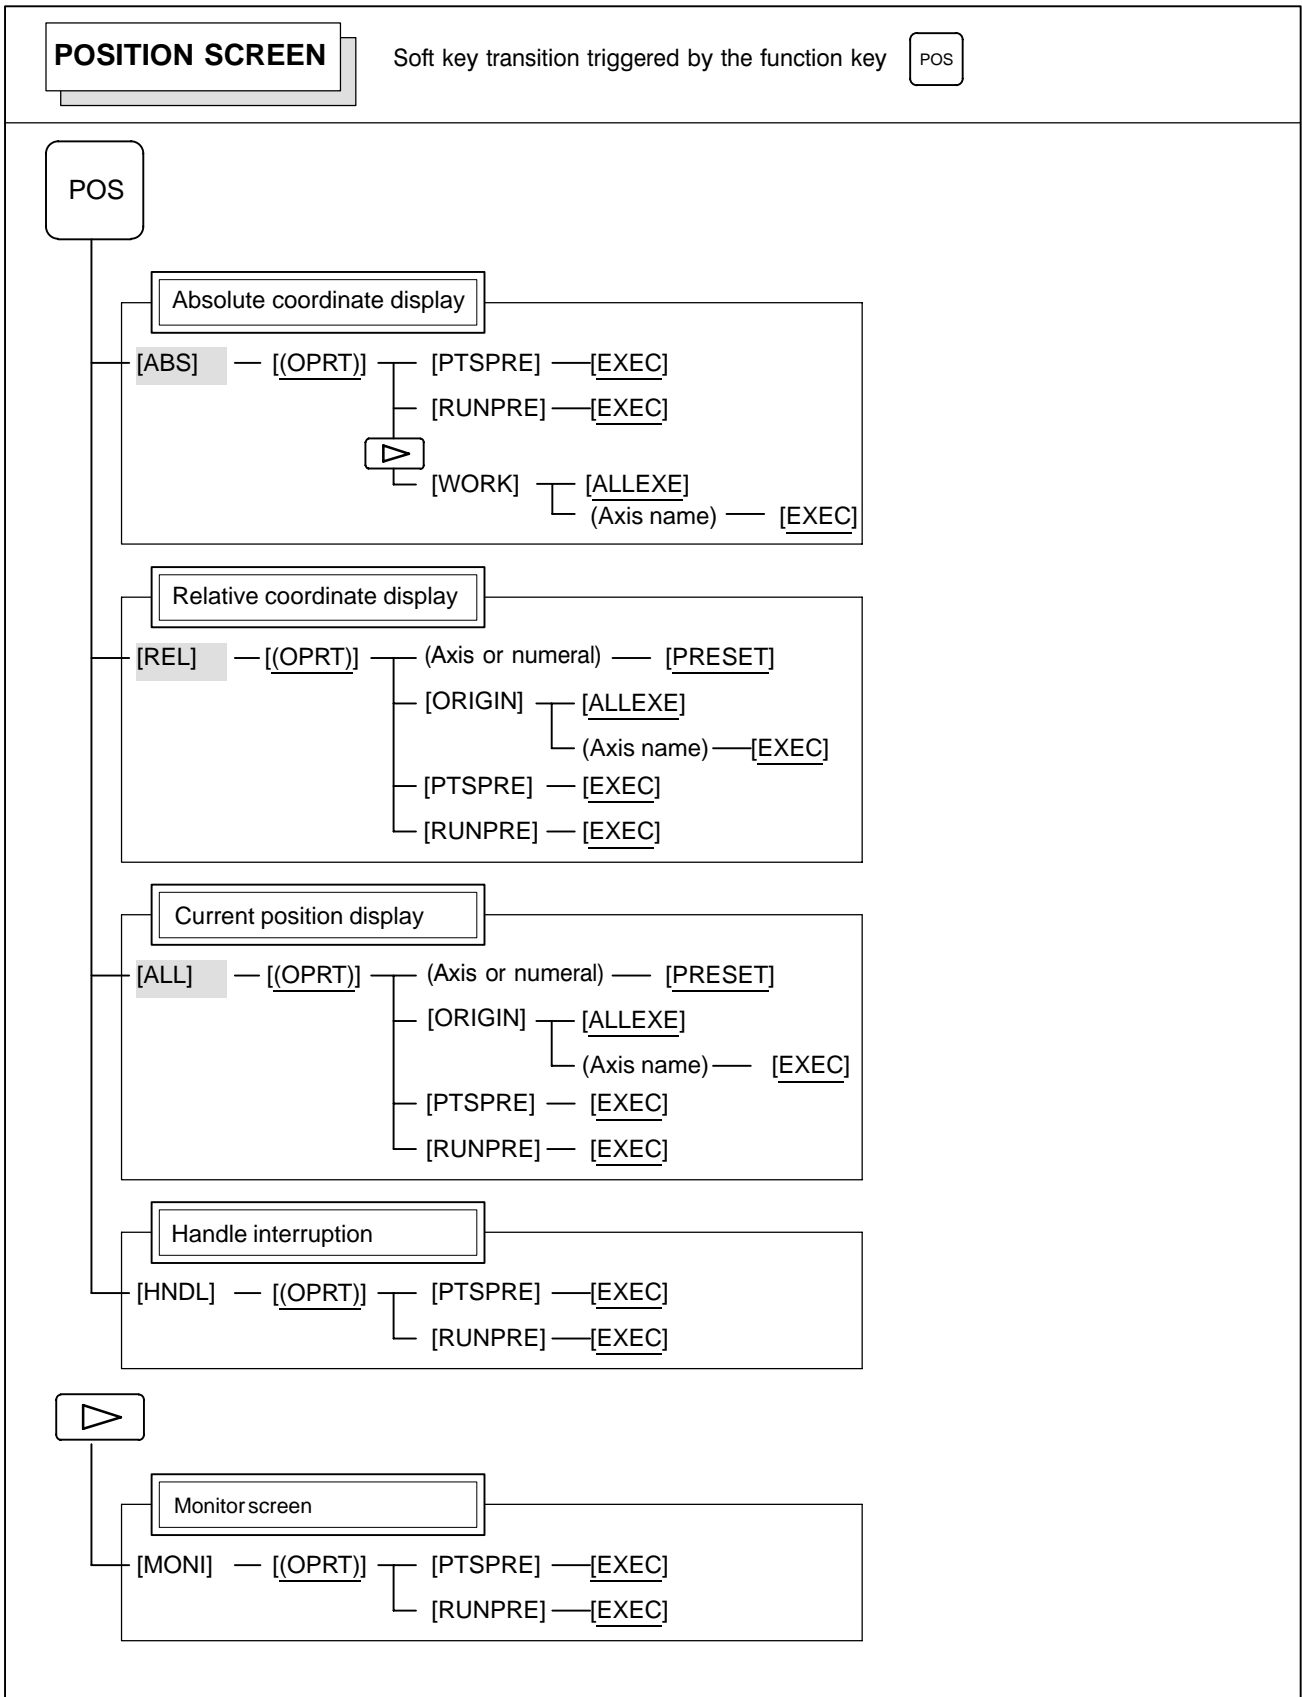 POSITION SCREEN Soft key transition triggered by the function key POS
POS
Absolute coordinate display
[ABS] [(OPRT)] [PTSPRE] [EXEC]
[RUNPRE] [EXEC]
[WORK] [ALLEXE]
(Axis name) [EXEC]
Relative coordinate display
[REL] [(OPRT)] (Axis or numeral) [PRESET]
[ORIGIN] [ALLEXE]
(Axis name) [EXEC]
[PTSPRE] [EXEC]
[RUNPRE] [EXEC]
Current position display
[ALL] [(OPRT)] (Axis or numeral) [PRESET]
[ORIGIN] [ALLEXE]
(Axis name) [EXEC]
[PTSPRE] [EXEC]
[RUNPRE] [EXEC]
Handle interruption
[HNDL] [(OPRT)] [PTSPRE] [EXEC]
[RUNPRE] [EXEC]
Monitor screen
[MONI] [(OPRT)] [PTSPRE] [EXEC]
[RUNPRE] [EXEC]